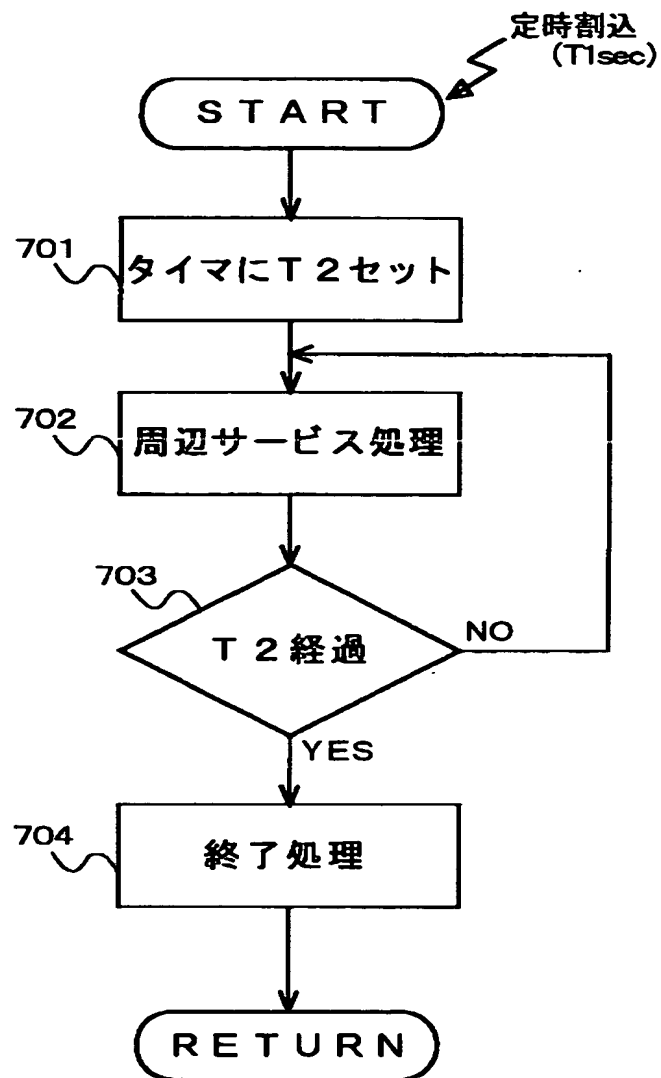 定時割込
(T1sec)
START
701
タイマにT2セット
702
周辺サービス処理
703
T2経過
NO
YES
704
終了処理
RETURN